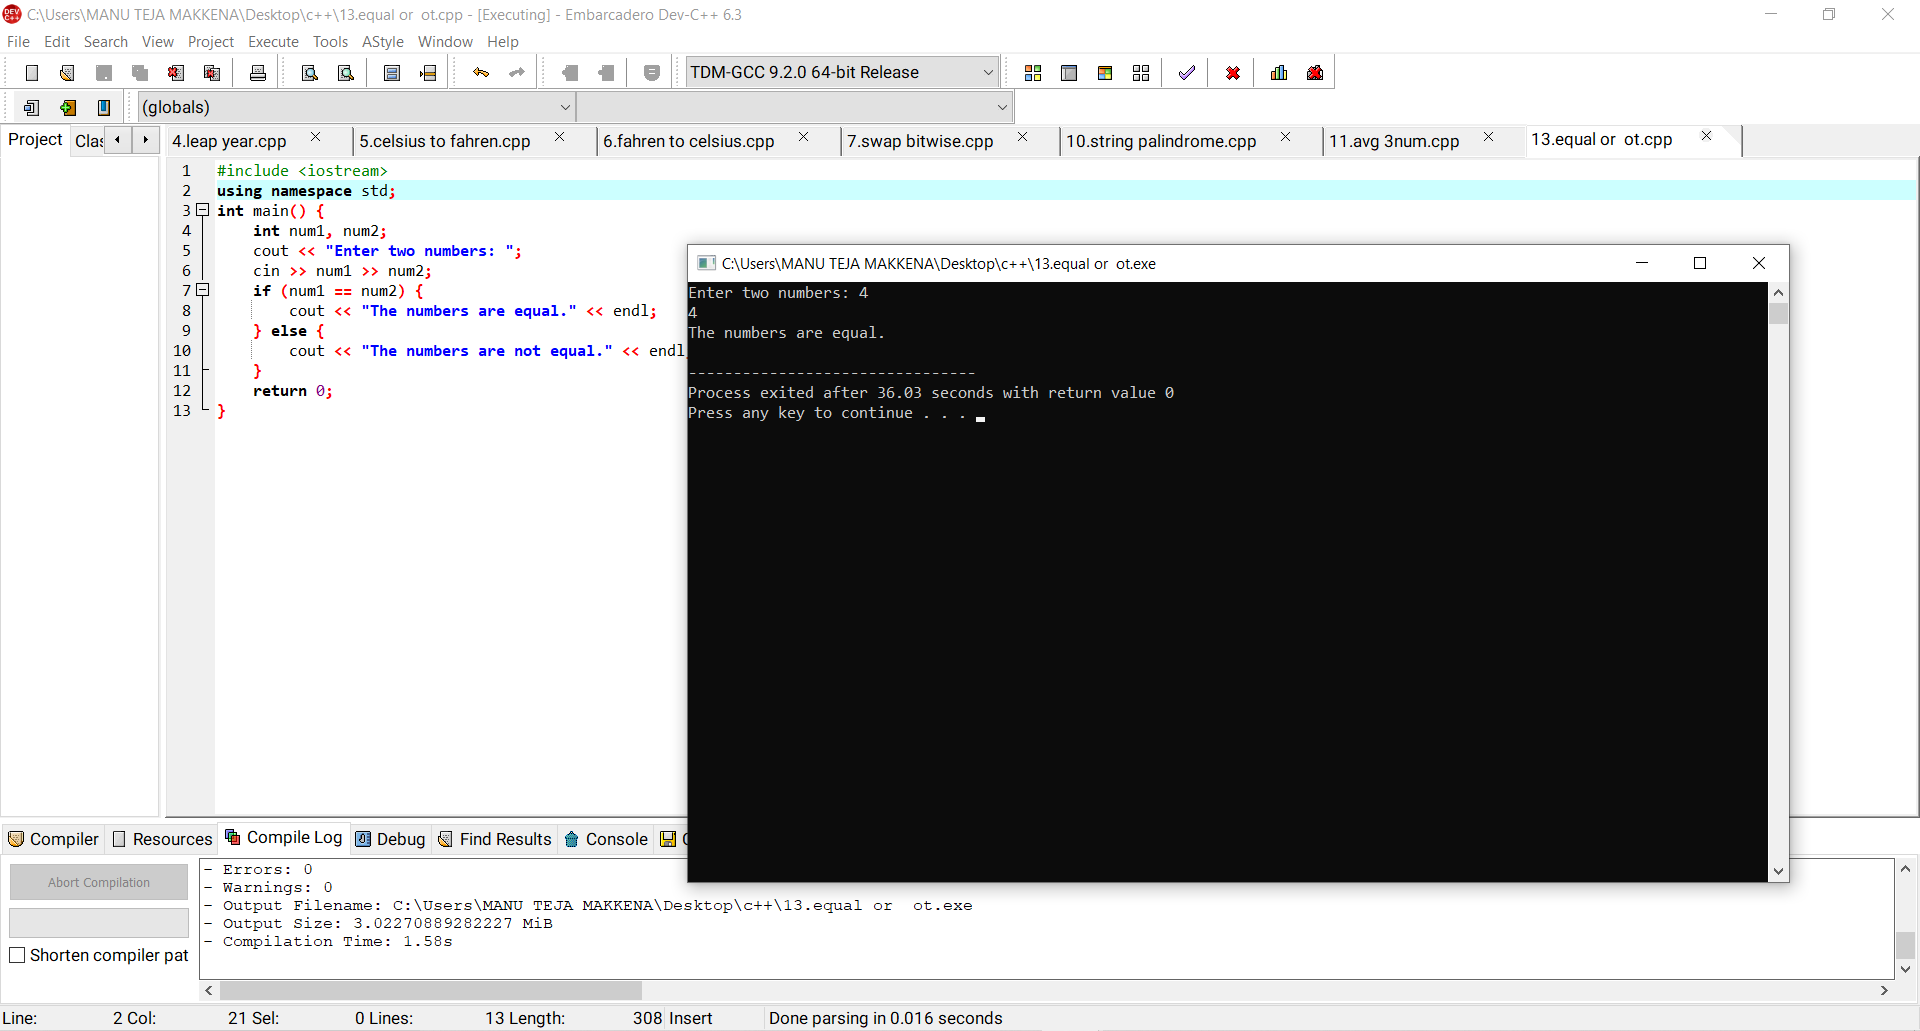 C:\Users\MANU TEJA MAKKENA\Desktop\c++\13.equal or  ot.cpp - [Executing] - Embarcadero Dev-C++ 6.3
File Edit Search View Project Execute Tools AStyle Window Help
TDM-GCC 9.2.0 64-bit Release
(globals)
Project Clas 4.leap year.cpp 5.celsius to fahren.cpp 6.fahren to celsius.cpp 7.swap bitwise.cpp 10.string palindrome.cpp 11.avg 3num.cpp 13.equal or  ot.cpp
1 #include <iostream>
2 using namespace std;
3 int main() {
4 int num1, num2;
5 cout << "Enter two numbers: ";
6 cin >> num1 >> num2;
7 if (num1 == num2) {
8 cout << "The numbers are equal." << endl;
9 } else {
10 cout << "The numbers are not equal." << endl
11 }
12 return 0;
13 }
C:\Users\MANU TEJA MAKKENA\Desktop\c++\13.equal or  ot.exe
Enter two numbers: 4
4
The numbers are equal.
--------------------------------
Process exited after 36.03 seconds with return value 0
Press any key to continue . . .
Compiler Resources Compile Log Debug Find Results Console
Abort Compilation
Shorten compiler pat
- Errors: 0
- Warnings: 0
- Output Filename: C:\Users\MANU TEJA MAKKENA\Desktop\c++\13.equal or  ot.exe
- Output Size: 3.02270889282227 MiB
- Compilation Time: 1.58s
Line: 2 Col: 21 Sel: 0 Lines: 13 Length: 308 Insert Done parsing in 0.016 seconds